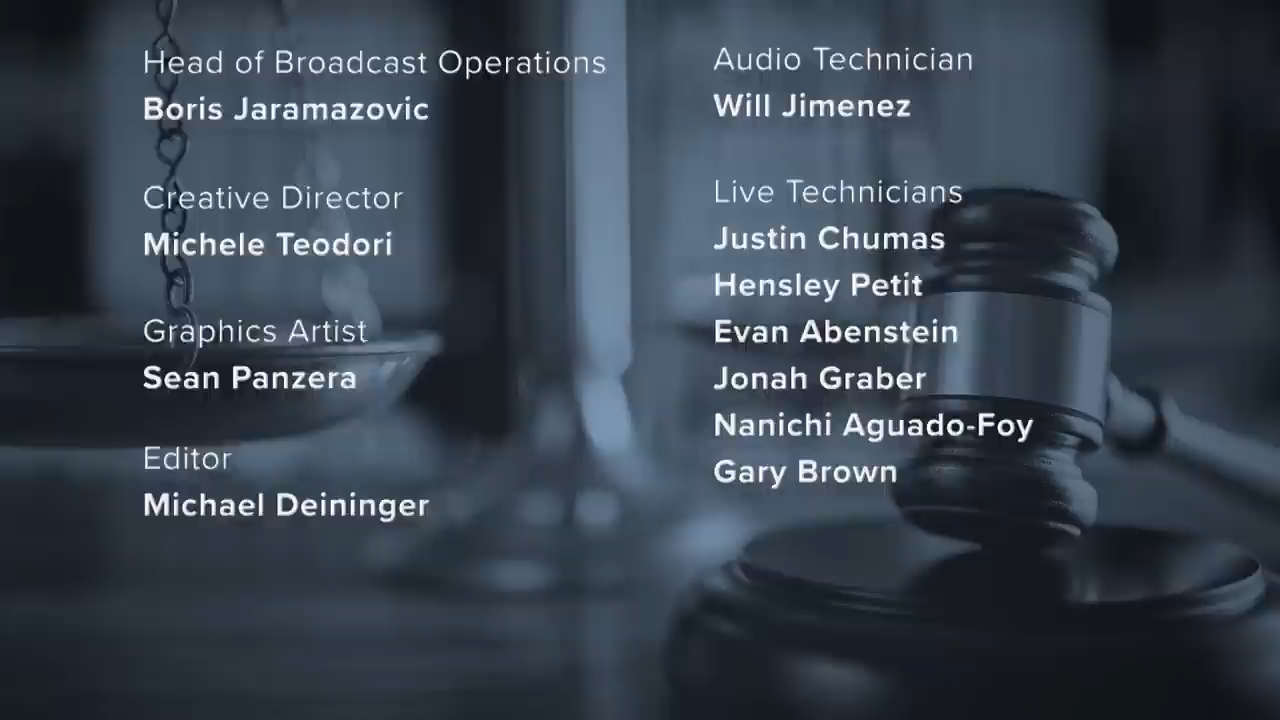 Head of Broadcast Operations
Boris Jaramazovic
Creative Director
Michele Teodori
Graphics Artist
Sean Panzera
Editor
Michael Deininger
Audio Technician
Will Jimenez
Live Technicians
Justin Chumas
Hensley Petit
Evan Abenstein
Jonah Graber
Nanichi Aguado-Foy
Gary Brown